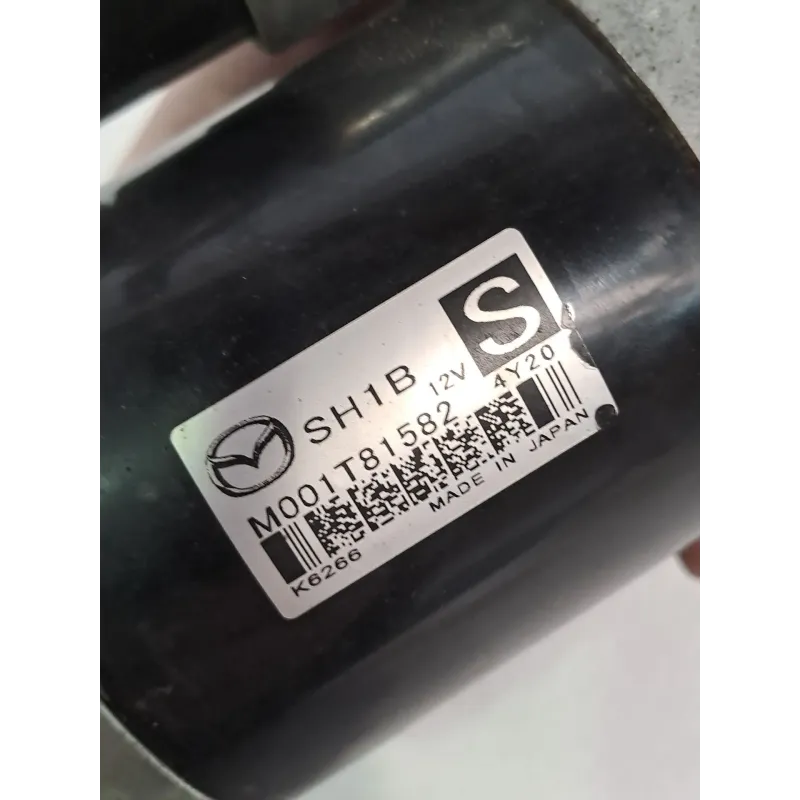 SH1B 12V S
M001T81582 4Y20
K6266 MADE IN JAPAN